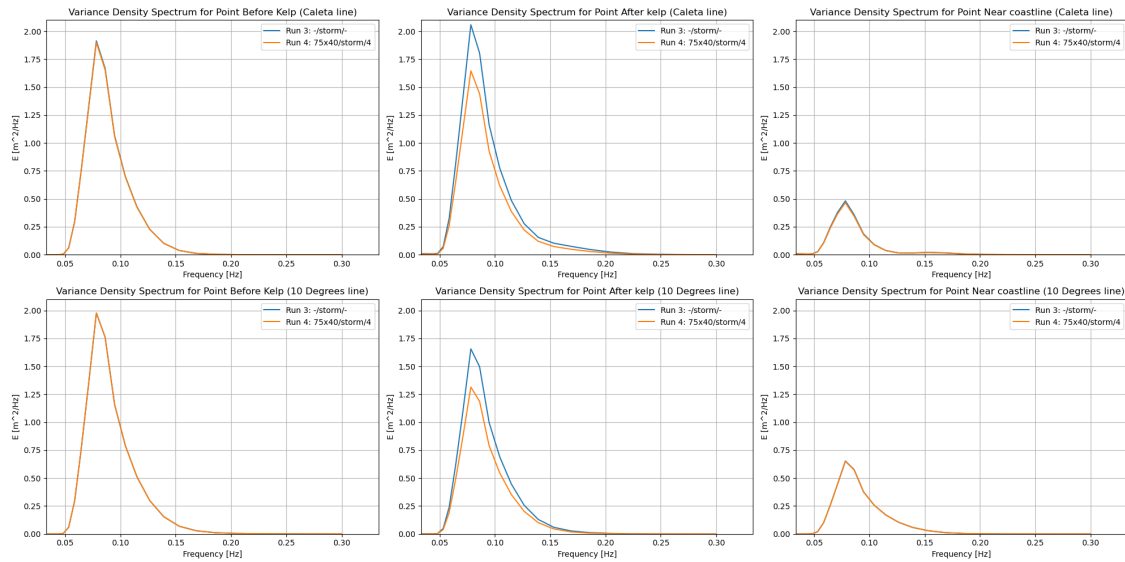 Variance Density Spectrum for Point Before Kelp (Caleta line)
E [m^2/Hz]
2.00
1.75
1.50
1.25
1.00
0.75
0.50
0.25
0.00
Run 3: -/storm/-
Run 4: 75x40/storm/4
0.05 0.10 0.15 0.20 0.25 0.30
Frequency [Hz]
Variance Density Spectrum for Point After kelp (Caleta line)
E [m^2/Hz]
2.00
1.75
1.50
1.25
1.00
0.75
0.50
0.25
0.00
Run 3: -/storm/-
Run 4: 75x40/storm/4
0.05 0.10 0.15 0.20 0.25 0.30
Frequency [Hz]
Variance Density Spectrum for Point Near coastline (Caleta line)
E [m^2/Hz]
2.00
1.75
1.50
1.25
1.00
0.75
0.50
0.25
0.00
Run 3: -/storm/-
Run 4: 75x40/storm/4
0.05 0.10 0.15 0.20 0.25 0.30
Frequency [Hz]
Variance Density Spectrum for Point Before Kelp (10 Degrees line)
E [m^2/Hz]
2.00
1.75
1.50
1.25
1.00
0.75
0.50
0.25
0.00
Run 3: -/storm/-
Run 4: 75x40/storm/4
0.05 0.10 0.15 0.20 0.25 0.30
Frequency [Hz]
Variance Density Spectrum for Point After kelp (10 Degrees line)
E [m^2/Hz]
2.00
1.75
1.50
1.25
1.00
0.75
0.50
0.25
0.00
Run 3: -/storm/-
Run 4: 75x40/storm/4
0.05 0.10 0.15 0.20 0.25 0.30
Frequency [Hz]
Variance Density Spectrum for Point Near coastline (10 Degrees line)
E [m^2/Hz]
2.00
1.75
1.50
1.25
1.00
0.75
0.50
0.25
0.00
Run 3: -/storm/-
Run 4: 75x40/storm/4
0.05 0.10 0.15 0.20 0.25 0.30
Frequency [Hz]